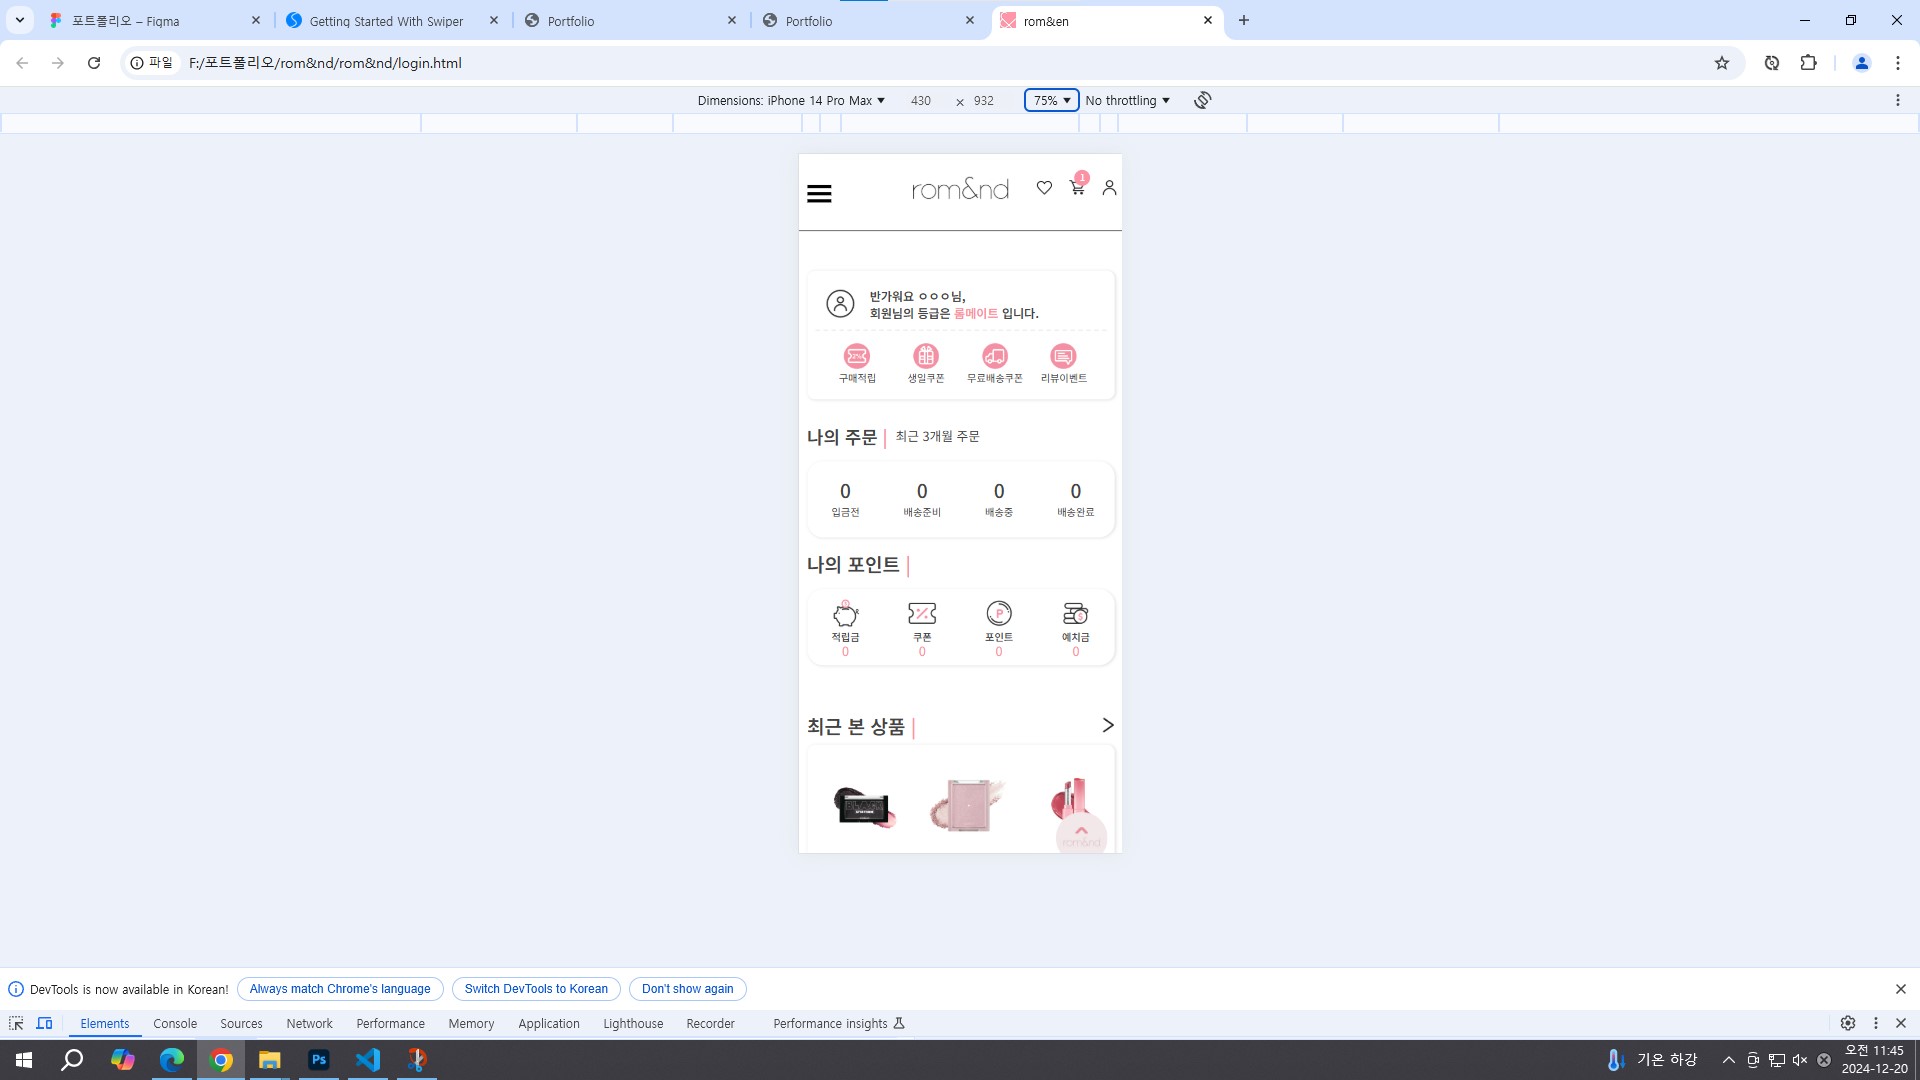 포트폴리오 – Figma
Getting Started With Swiper
Portfolio
Portfolio
rom&en
파일
F:/포트폴리오/rom&nd/rom&nd/login.html
Dimensions: iPhone 14 Pro Max
430 × 932
75%
No throttling
rom&nd
1
반가워요 ㅇㅇㅇ님,
회원님의 등급은 롬메이트 입니다.
구매적립 생일쿠폰 무료배송쿠폰 리뷰이벤트
나의 주문 | 최근 3개월 주문
0 0 0 0
입금전 배송준비 배송중 배송완료
나의 포인트 |
P
적립금 쿠폰 포인트 예치금
0 0 0 0
최근 본 상품 |
rom&nd
DevTools is now available in Korean!
Always match Chrome's language
Switch DevTools to Korean
Don't show again
Elements Console Sources Network Performance Memory Application Lighthouse Recorder Performance insights
Ps
기온 하강
오전 11:45
2024-12-20